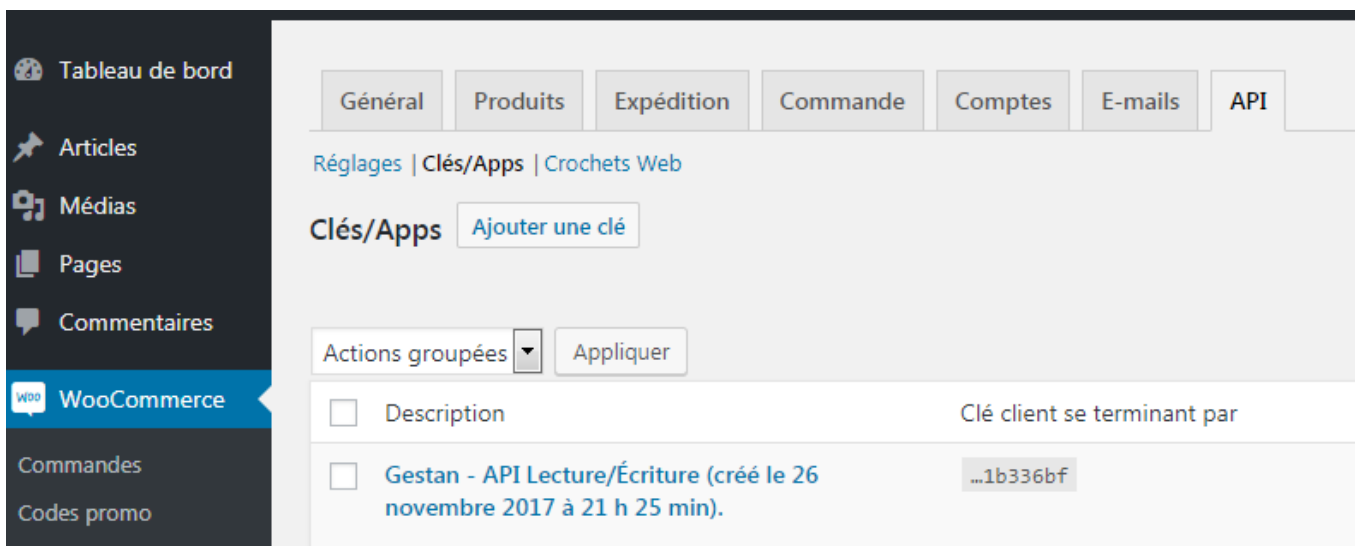 Tableau de bord
Articles
Médias
Pages
Commentaires
WOO WooCommerce
Commandes
Codes promo
Général Produits Expédition Commande Comptes E-mails API
Réglages | Clés/Apps | Crochets Web
Clés/Apps Ajouter une clé
Actions groupées Appliquer
Description Clé client se terminant par
Gestan - API Lecture/Écriture (créé le 26 …1b336bf
novembre 2017 à 21 h 25 min).